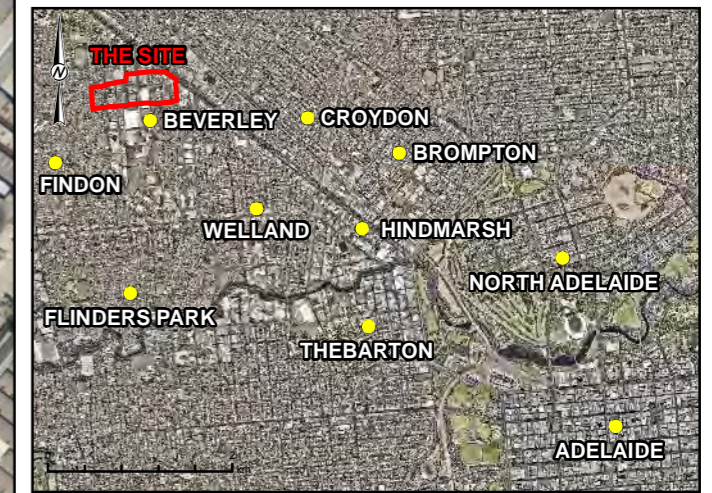 N
THE SITE
BEVERLEY
CROYDON
BROMPTON
FINDON
WELLAND
HINDMARSH
NORTH ADELAIDE
FLINDERS PARK
THEBARTON
ADELAIDE